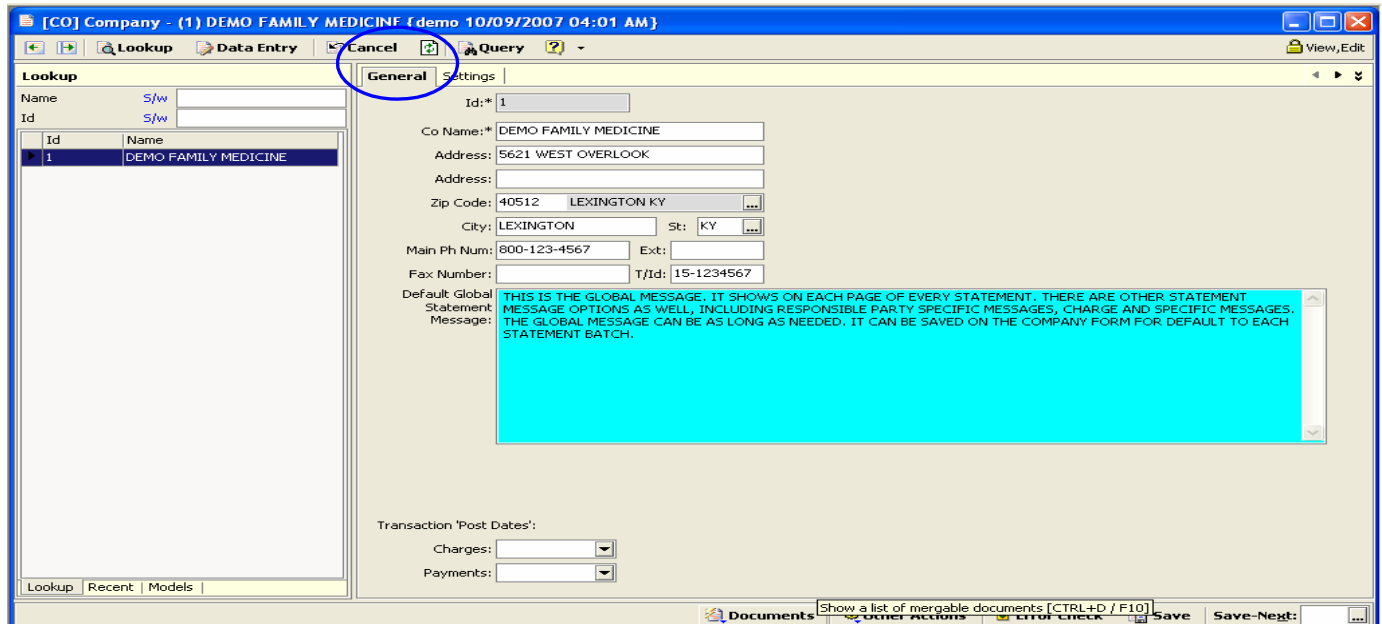 [CO] Company - (1) DEMO FAMILY MEDICINE {demo 10/09/2007 04:01 AM}
Lookup Data Entry Cancel Query View,Edit
Lookup
Name S/w
Id S/w
Id Name
1 DEMO FAMILY MEDICINE
Lookup Recent Models
General Settings
Id:* 1
Co Name:* DEMO FAMILY MEDICINE
Address: 5621 WEST OVERLOOK
Address:
Zip Code: 40512 LEXINGTON KY ...
City: LEXINGTON St: KY ...
Main Ph Num: 800-123-4567 Ext:
Fax Number: T/Id: 15-1234567
Default Global Statement Message:
THIS IS THE GLOBAL MESSAGE. IT SHOWS ON EACH PAGE OF EVERY STATEMENT. THERE ARE OTHER STATEMENT
MESSAGE OPTIONS AS WELL, INCLUDING RESPONSIBLE PARTY SPECIFIC MESSAGES, CHARGE AND SPECIFIC MESSAGES.
THE GLOBAL MESSAGE CAN BE AS LONG AS NEEDED. IT CAN BE SAVED ON THE COMPANY FORM FOR DEFAULT TO EACH
STATEMENT BATCH.
Transaction 'Post Dates':
Charges:
Payments:
Show a list of mergable documents [CTRL+D / F10]
Documents Other Actions Error Check Save Save-Next: ...